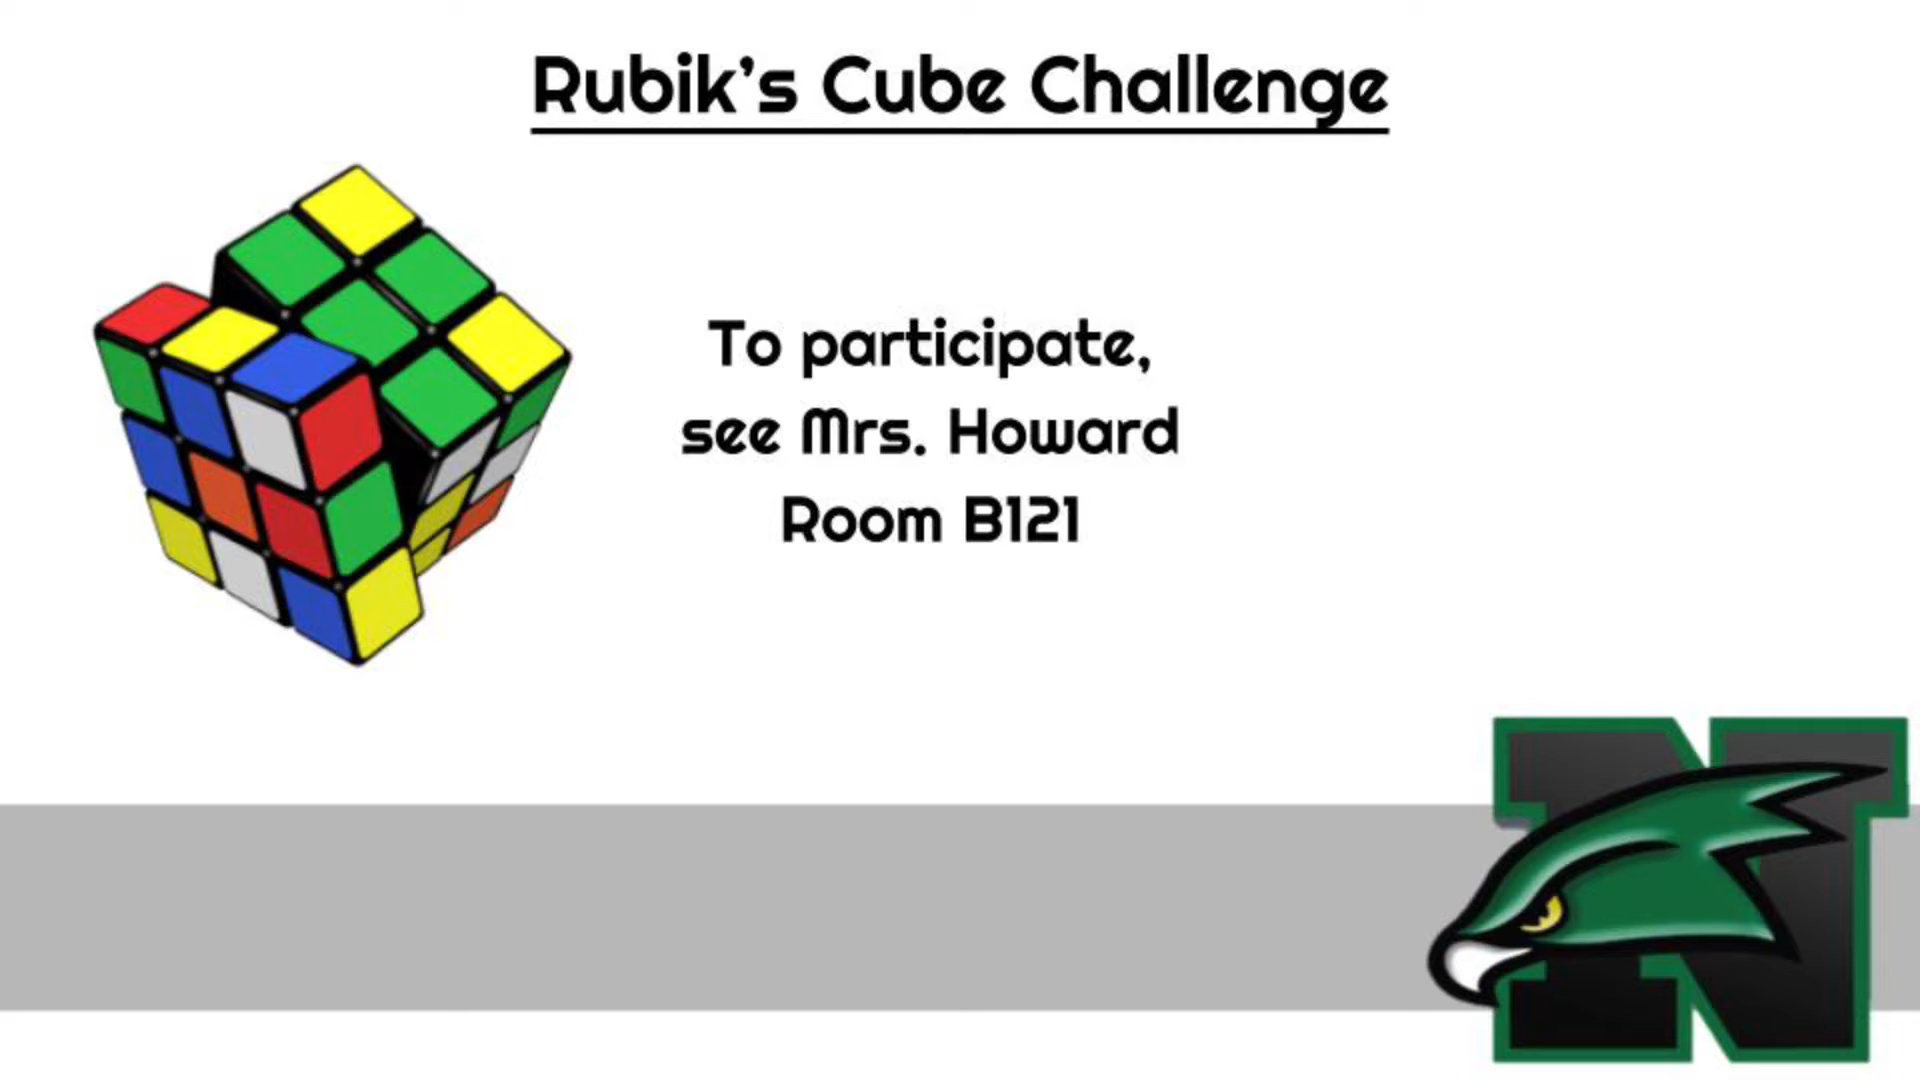 Rubik’s Cube Challenge
To participate,
see Mrs. Howard
Room B121
N